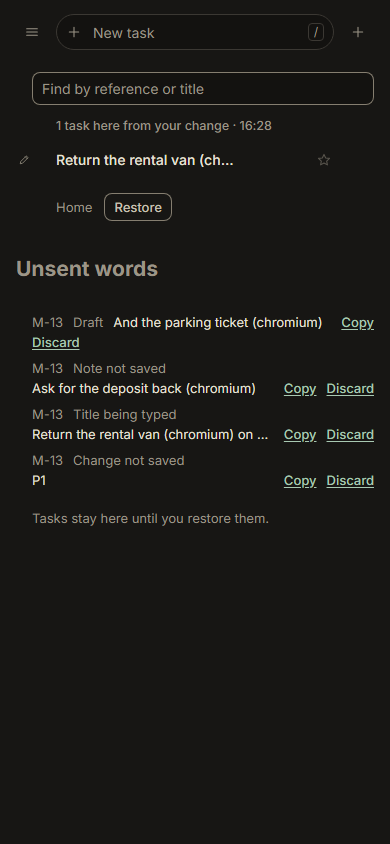 New task /
Find by reference or title
1 task here from your change · 16:28
Return the rental van (ch...
Home Restore
Unsent words
M-13 Draft And the parking ticket (chromium) Copy
Discard
M-13 Note not saved
Ask for the deposit back (chromium) Copy Discard
M-13 Title being typed
Return the rental van (chromium) on ... Copy Discard
M-13 Change not saved
P1 Copy Discard
Tasks stay here until you restore them.